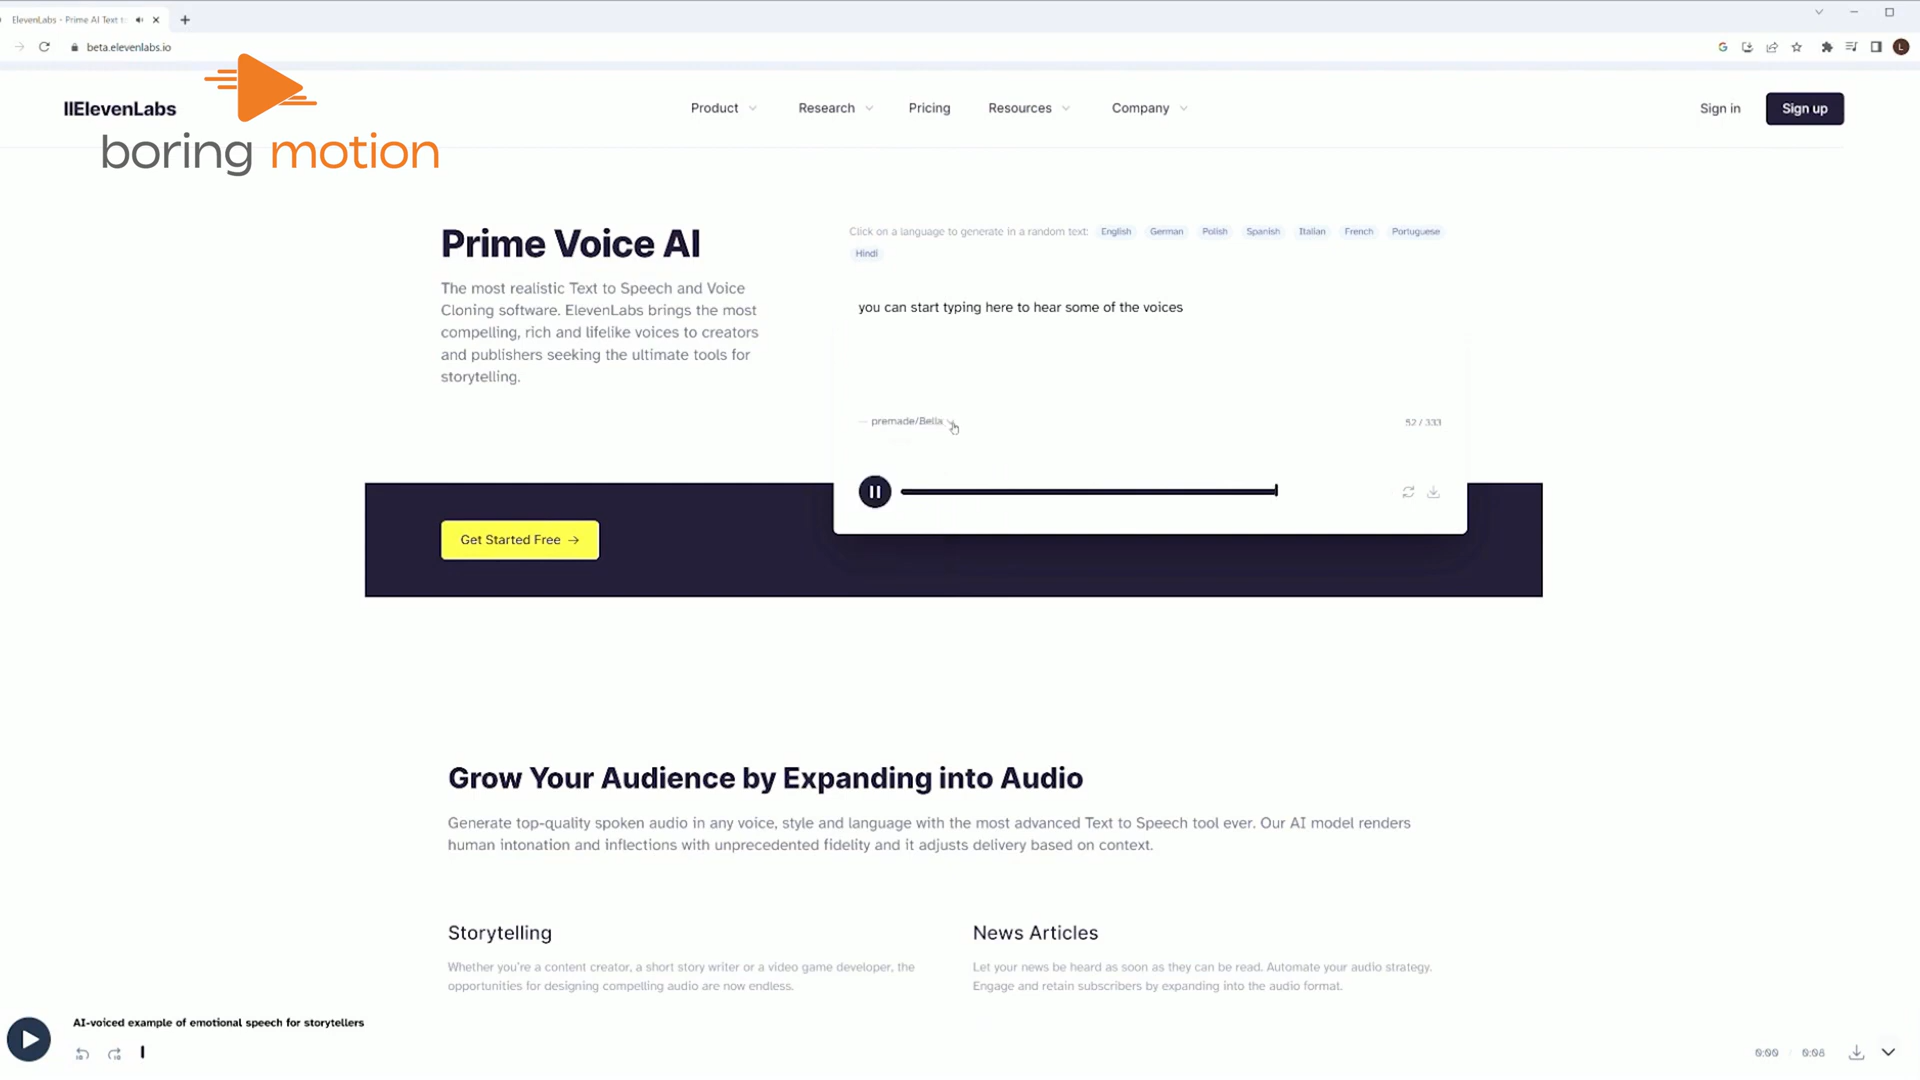 ElevenLabs - Prime AI Text t
beta.elevenlabs.io
L
IIElevenLabs
Product
Research
Pricing
Resources
Company
Sign in
Sign up
boring motion
Prime Voice AI
The most realistic Text to Speech and Voice
Cloning software. ElevenLabs brings the most
compelling, rich and lifelike voices to creators
and publishers seeking the ultimate tools for
storytelling.
Click on a language to generate in a random text:
English
German
Polish
Spanish
Italian
French
Portuguese
Hindi
you can start typing here to hear some of the voices
— premade/Bella
52 / 333
Get Started Free →
Grow Your Audience by Expanding into Audio
Generate top-quality spoken audio in any voice, style and language with the most advanced Text to Speech tool ever. Our AI model renders
human intonation and inflections with unprecedented fidelity and it adjusts delivery based on context.
Storytelling
Whether you're a content creator, a short story writer or a video game developer, the
opportunities for designing compelling audio are now endless.
News Articles
Let your news be heard as soon as they can be read. Automate your audio strategy.
Engage and retain subscribers by expanding into the audio format.
AI-voiced example of emotional speech for storytellers
10
10
0:00 / 0:08